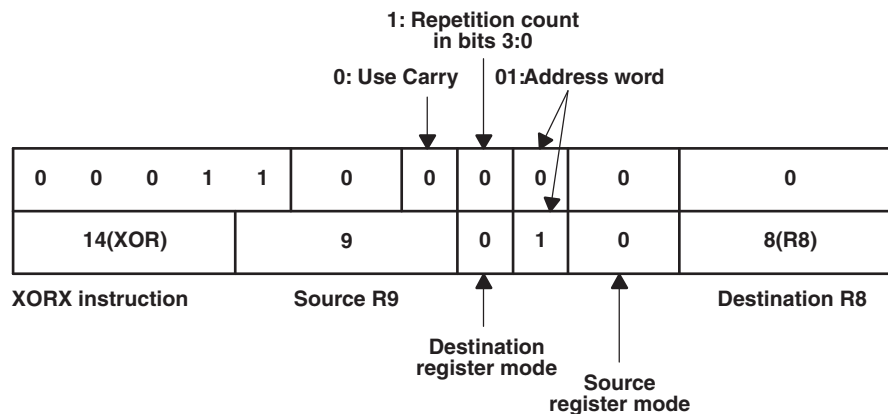 1: Repetition count
in bits 3:0
0: Use Carry
01:Address word
0 0 0 1 1 0 0 0 0 0 0
14(XOR) 9 0 1 0 8(R8)
XORX instruction Source R9 Destination R8
Destination
register mode
Source
register mode